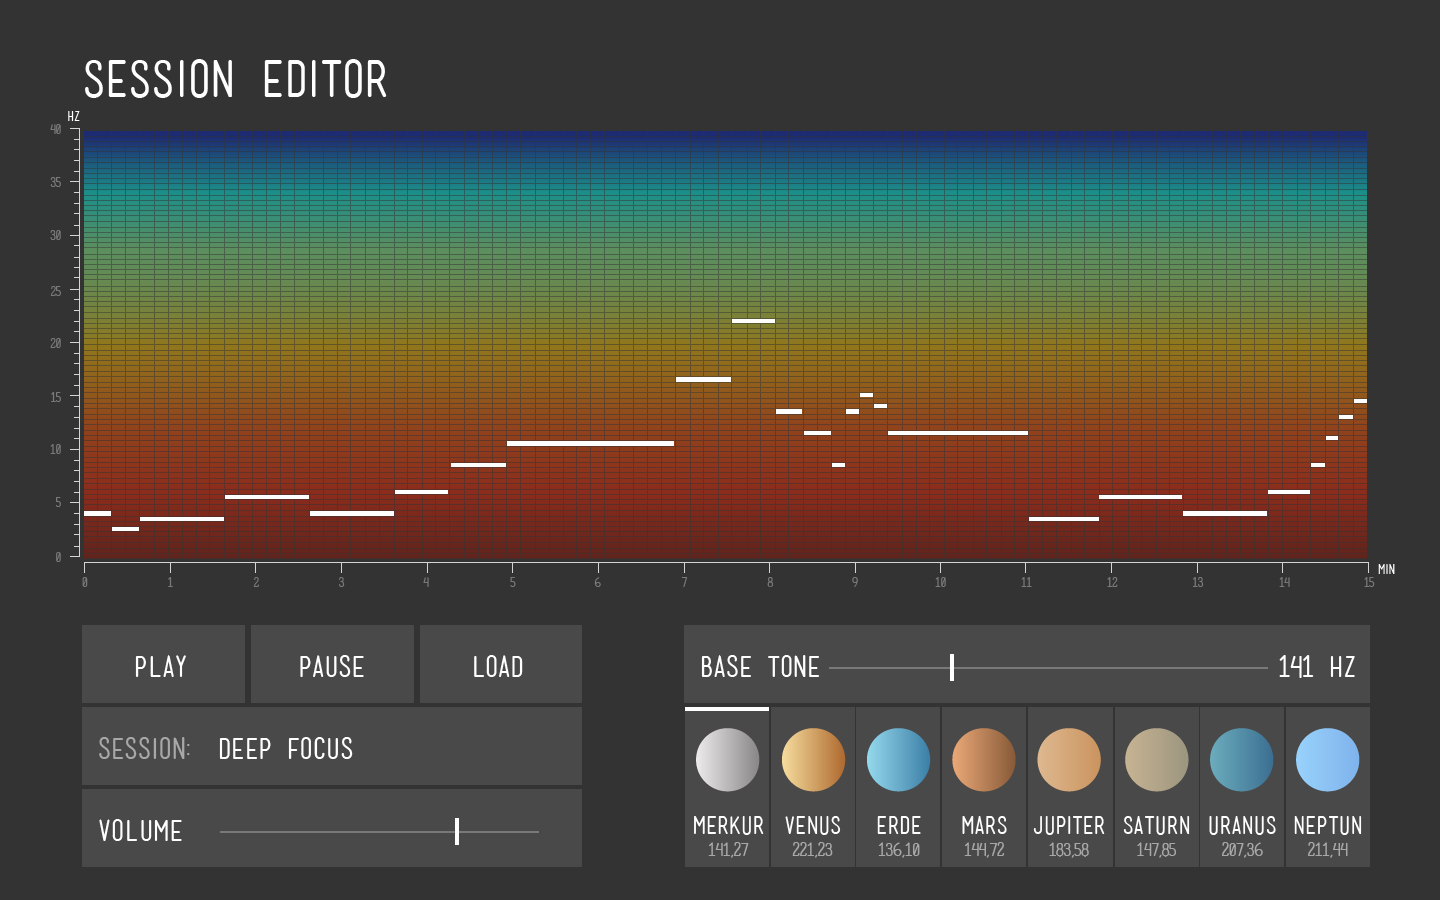 SESSION EDITOR
HZ
40
35
30
25
20
15
10
5
0
0 1 2 3 4 5 6 7 8 9 10 11 12 13 14 15 MIN
PLAY PAUSE LOAD
SESSION: DEEP FOCUS
VOLUME
BASE TONE 141 HZ
MERKUR VENUS ERDE MARS JUPITER SATURN URANUS NEPTUN
141,27 221,23 136,10 144,72 183,58 147,85 207,36 211,44